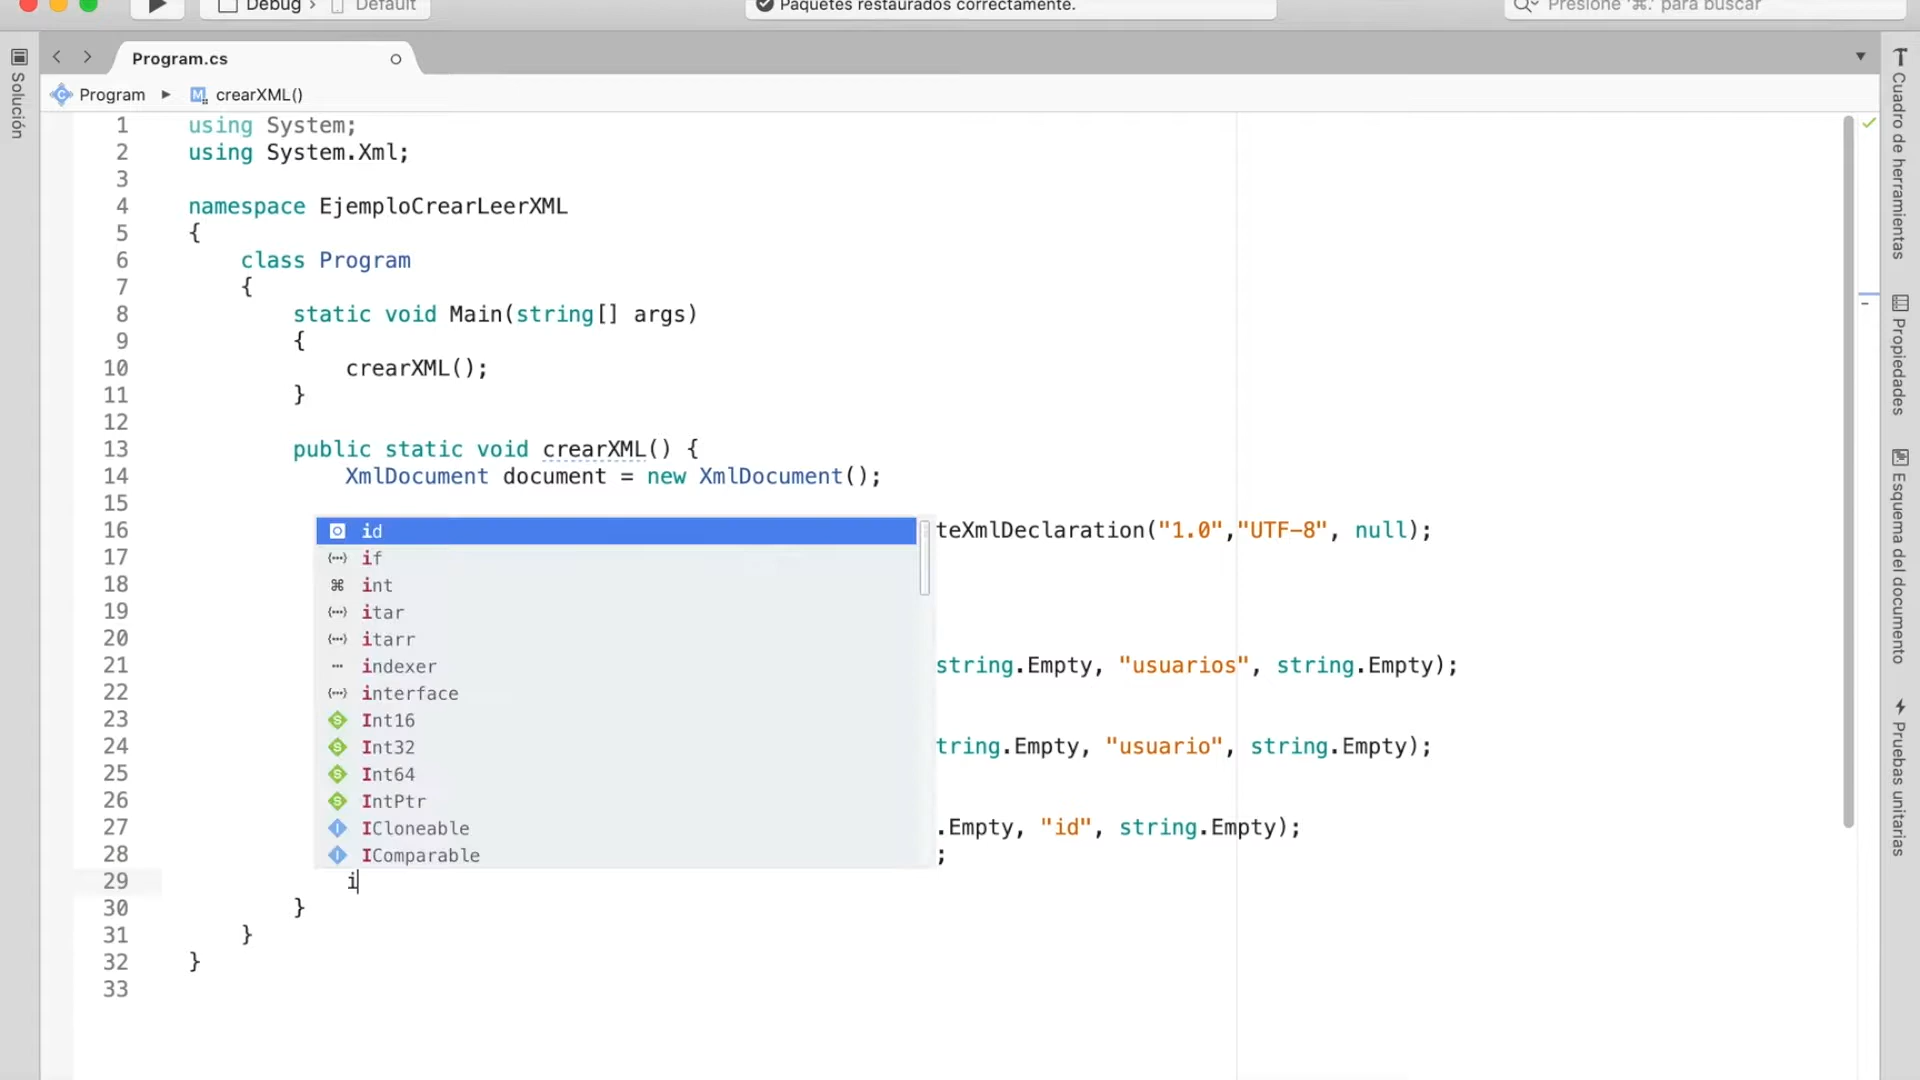 Debug › Default
Paquetes restaurados correctamente.
Presione '⌘.' para buscar
Solución
Program.cs
Program ▸ crearXML()
1 using System;
2 using System.Xml;
3
4 namespace EjemploCrearLeerXML
5 {
6 class Program
7 {
8 static void Main(string[] args)
9 {
10 crearXML();
11 }
12
13 public static void crearXML() {
14 XmlDocument document = new XmlDocument();
15
16 teXmlDeclaration("1.0","UTF-8", null);
17
18
19
20
21 string.Empty, "usuarios", string.Empty);
22
23
24 tring.Empty, "usuario", string.Empty);
25
26
27 .Empty, "id", string.Empty);
28 ;
29 i
30 }
31 }
32 }
33
id
if
int
itar
itarr
indexer
interface
Int16
Int32
Int64
IntPtr
ICloneable
IComparable
Cuadro de herramientas
Propiedades
Esquema del documento
Pruebas unitarias